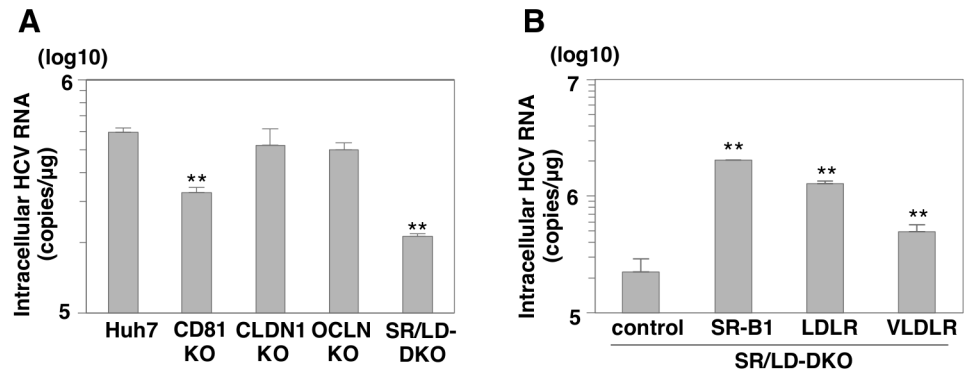 A
(log10)
Intracellular HCV RNA
(copies/μg)
6
5
**
**
Huh7
CD81
KO
CLDN1
KO
OCLN
KO
SR/LD-
DKO
B
(log10)
Intracellular HCV RNA
(copies/μg)
7
6
5
**
**
**
control
SR-B1
LDLR
VLDLR
SR/LD-DKO